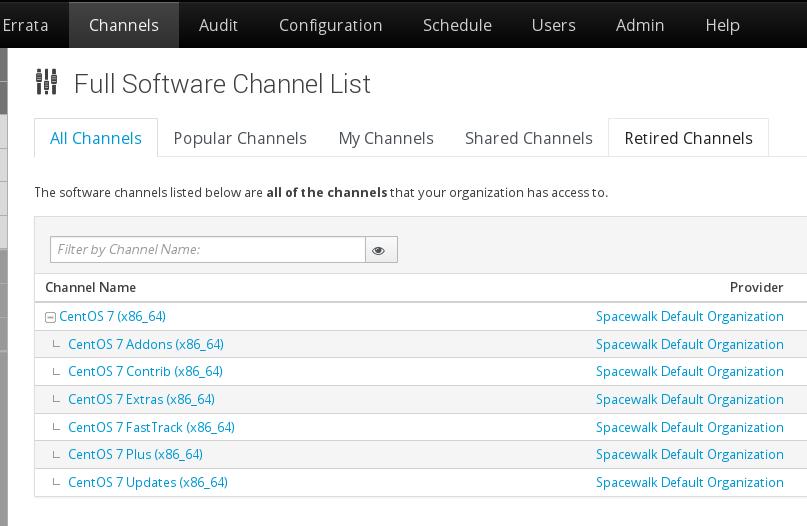 Errata Channels Audit Configuration Schedule Users Admin Help
Full Software Channel List
All Channels Popular Channels My Channels Shared Channels Retired Channels
The software channels listed below are all of the channels that your organization has access to.
Filter by Channel Name:
Channel Name Provider
CentOS 7 (x86_64) Spacewalk Default Organization
CentOS 7 Addons (x86_64) Spacewalk Default Organization
CentOS 7 Contrib (x86_64) Spacewalk Default Organization
CentOS 7 Extras (x86_64) Spacewalk Default Organization
CentOS 7 FastTrack (x86_64) Spacewalk Default Organization
CentOS 7 Plus (x86_64) Spacewalk Default Organization
CentOS 7 Updates (x86_64) Spacewalk Default Organization